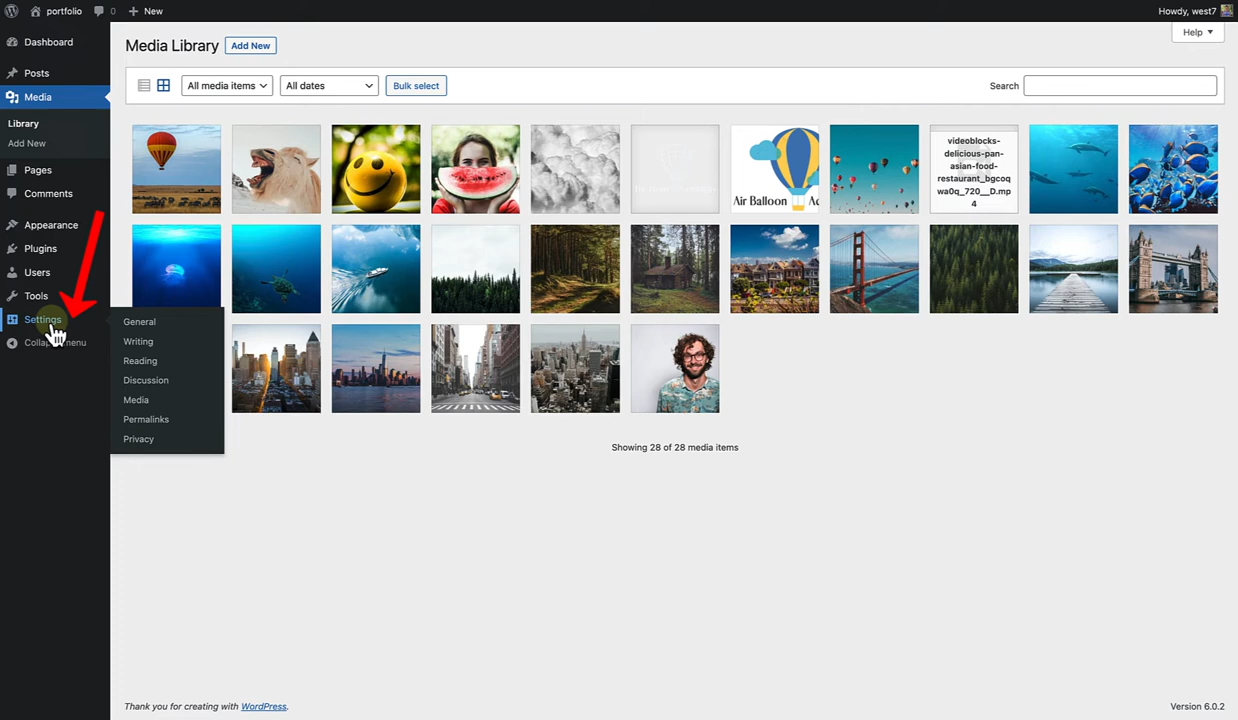 portfolio
0
New
Howdy, west7
Dashboard
Posts
Media
Library
Add New
Pages
Comments
Appearance
Plugins
Users
Tools
Settings
General
Writing
Reading
Discussion
Media
Permalinks
Privacy
Media Library
Add New
Help
All media items
All dates
Bulk select
Search
Air Balloon
videoblocks-
delicious-pan-
asian-food-
restaurant_bgcoq
wa0q_720__D.mp
4
Showing 28 of 28 media items
Thank you for creating with WordPress.
Version 6.0.2